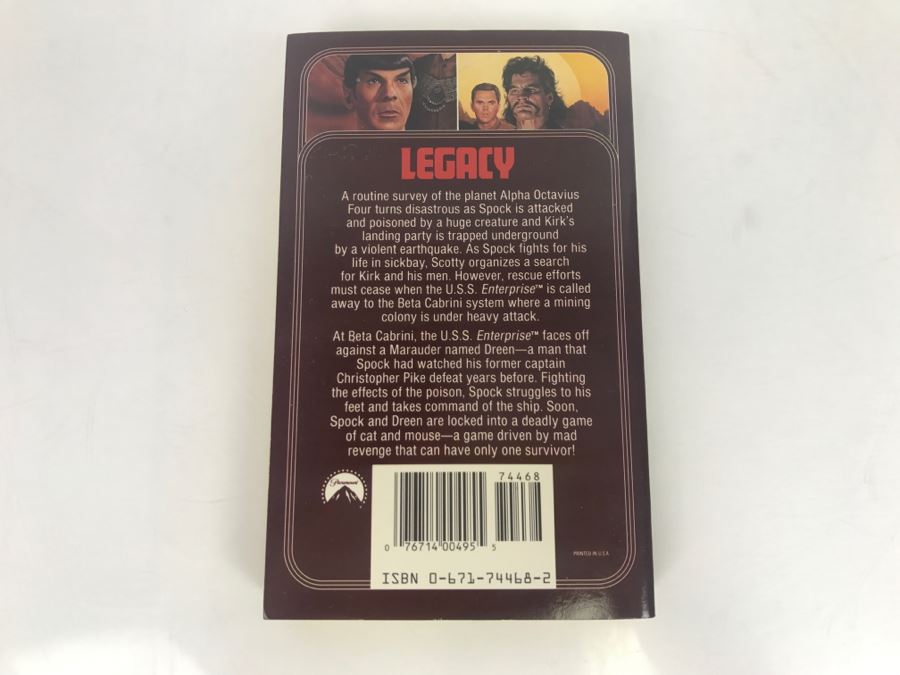 LEGACY
A routine survey of the planet Alpha Octavius
Four turns disastrous as Spock is attacked
and poisoned by a huge creature and Kirk's
landing party is trapped underground
by a violent earthquake. As Spock fights for his
life in sickbay, Scotty organizes a search
for Kirk and his men. However, rescue efforts
must cease when the U.S.S. Enterprise™ is called
away to the Beta Cabrini system where a mining
colony is under heavy attack.
At Beta Cabrini, the U.S.S. Enterprise™ faces off
against a Marauder named Dreen—a man that
Spock had watched his former captain
Christopher Pike defeat years before. Fighting
the effects of the poison, Spock struggles to his
feet and takes command of the ship. Soon,
Spock and Dreen are locked into a deadly game
of cat and mouse—a game driven by mad
revenge that can have only one survivor!
Paramount
74468
0 76714 00495 5
PRINTED IN U.S.A.
ISBN 0-671-74468-2